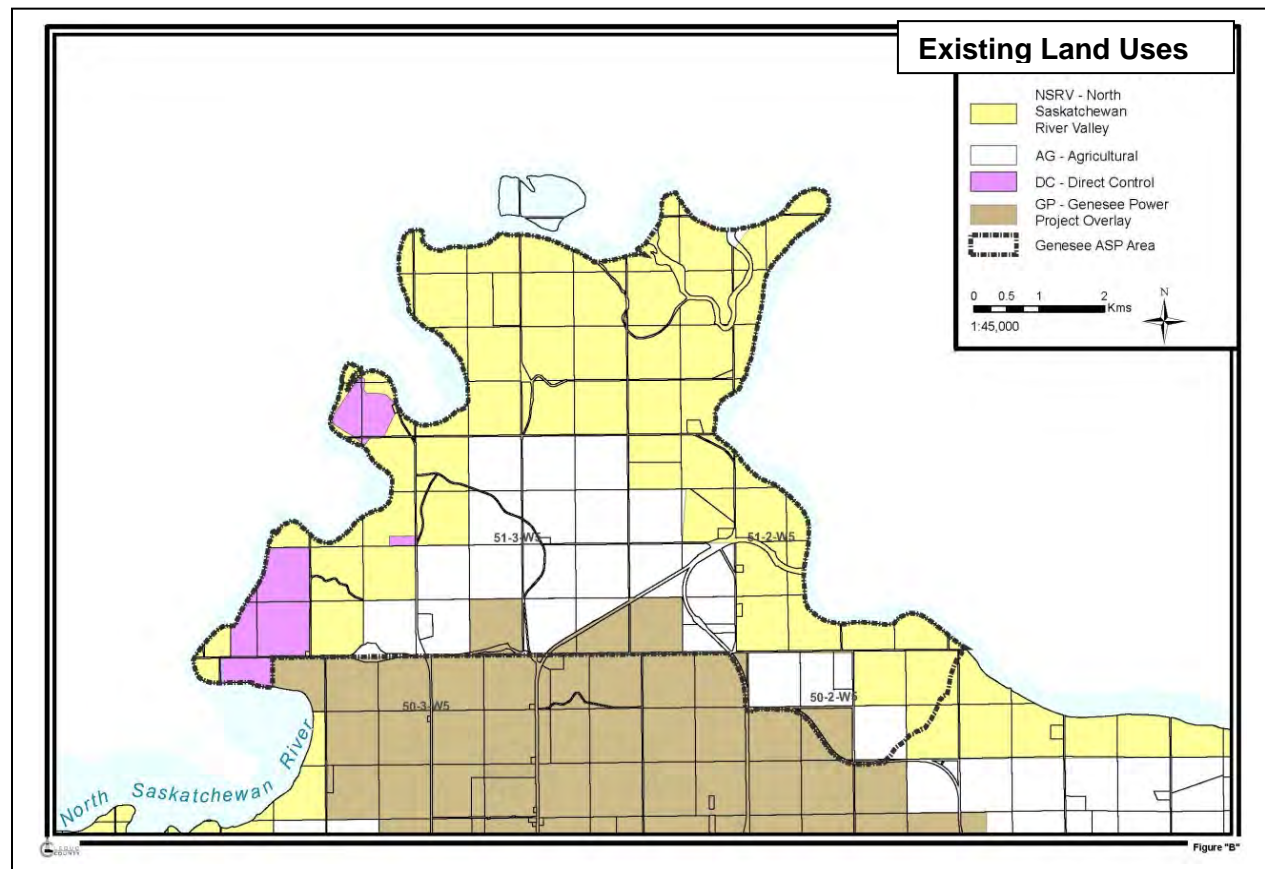 Existing Land Uses
NSRV - North
Saskatchewan
River Valley
AG - Agricultural
DC - Direct Control
GP - Genesee Power
Project Overlay
Genesee ASP Area
0 0.5 1 2
Kms
N
1:45,000
51-3-W5
51-2-W5
50-3-W5
50-2-W5
North Saskatchewan River
COUNTY
Figure "B"